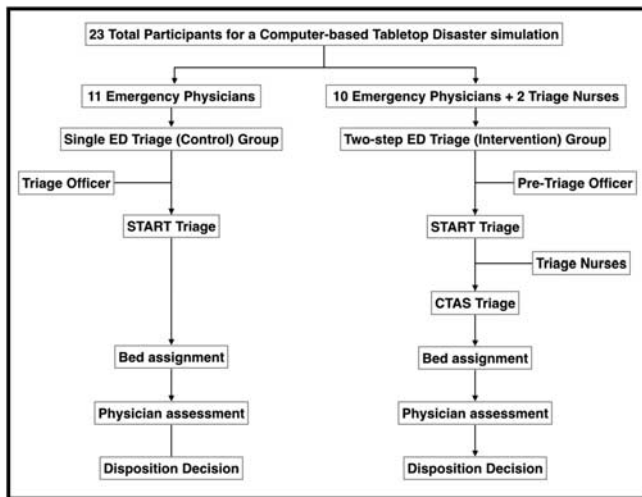 23 Total Participants for a Computer-based Tabletop Disaster simulation
11 Emergency Physicians
10 Emergency Physicians + 2 Triage Nurses
Single ED Triage (Control) Group
Two-step ED Triage (Intervention) Group
Triage Officer
Pre-Triage Officer
START Triage
START Triage
Triage Nurses
CTAS Triage
Bed assignment
Bed assignment
Physician assessment
Physician assessment
Disposition Decision
Disposition Decision